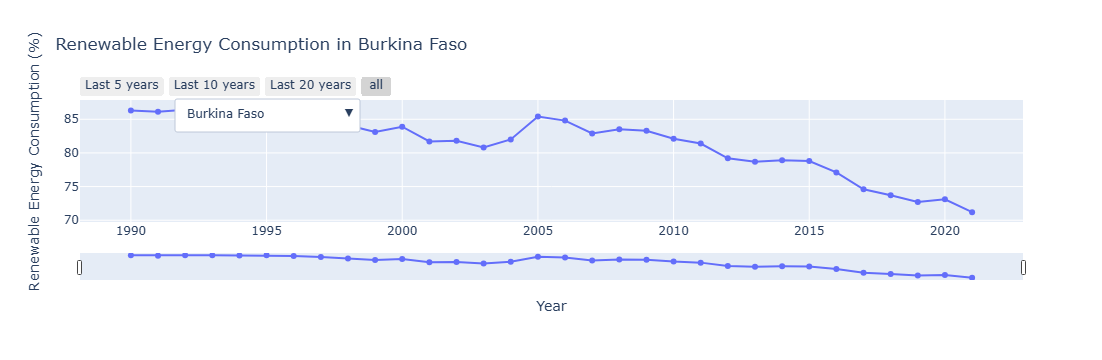 Renewable Energy Consumption in Burkina Faso
Renewable Energy Consumption (%)
Last 5 years
Last 10 years
Last 20 years
all
Burkina Faso
▼
85
80
75
70
1990
1995
2000
2005
2010
2015
2020
Year